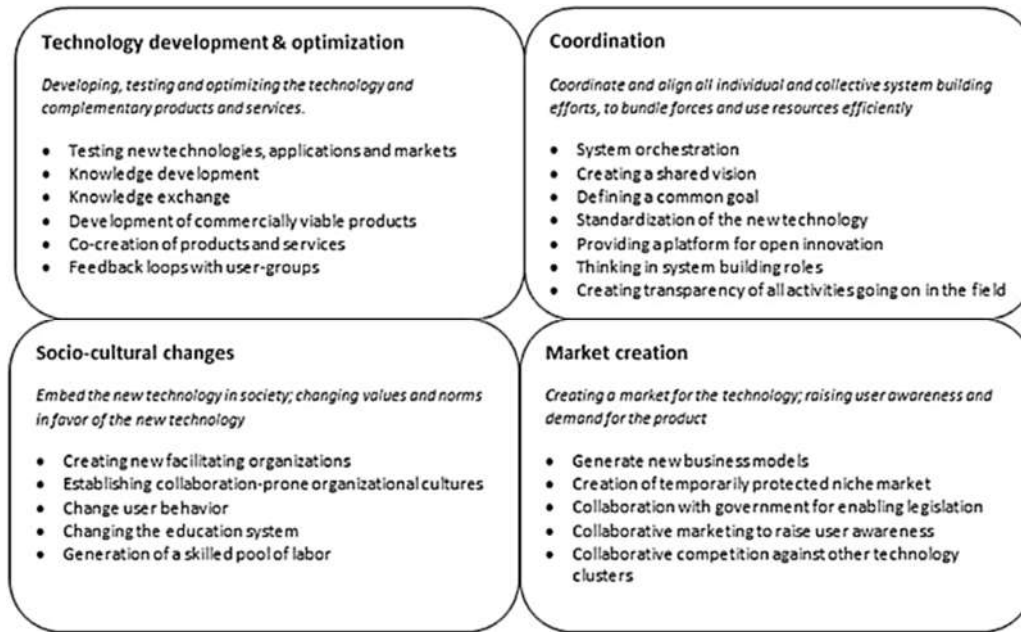 Technology development & optimization
Developing, testing and optimizing the technology and
complementary products and services.
• Testing new technologies, applications and markets
• Knowledge development
• Knowledge exchange
• Development of commercially viable products
• Co-creation of products and services
• Feedback loops with user-groups
Coordination
Coordinate and align all individual and collective system building
efforts, to bundle forces and use resources efficiently
• System orchestration
• Creating a shared vision
• Defining a common goal
• Standardization of the new technology
• Providing a platform for open innovation
• Thinking in system building roles
• Creating transparency of all activities going on in the field
Socio-cultural changes
Embed the new technology in society; changing values and norms
in favor of the new technology
• Creating new facilitating organizations
• Establishing collaboration-prone organizational cultures
• Change user behavior
• Changing the education system
• Generation of a skilled pool of labor
Market creation
Creating a market for the technology; raising user awareness and
demand for the product
• Generate new business models
• Creation of temporarily protected niche market
• Collaboration with government for enabling legislation
• Collaborative marketing to raise user awareness
• Collaborative competition against other technology
clusters